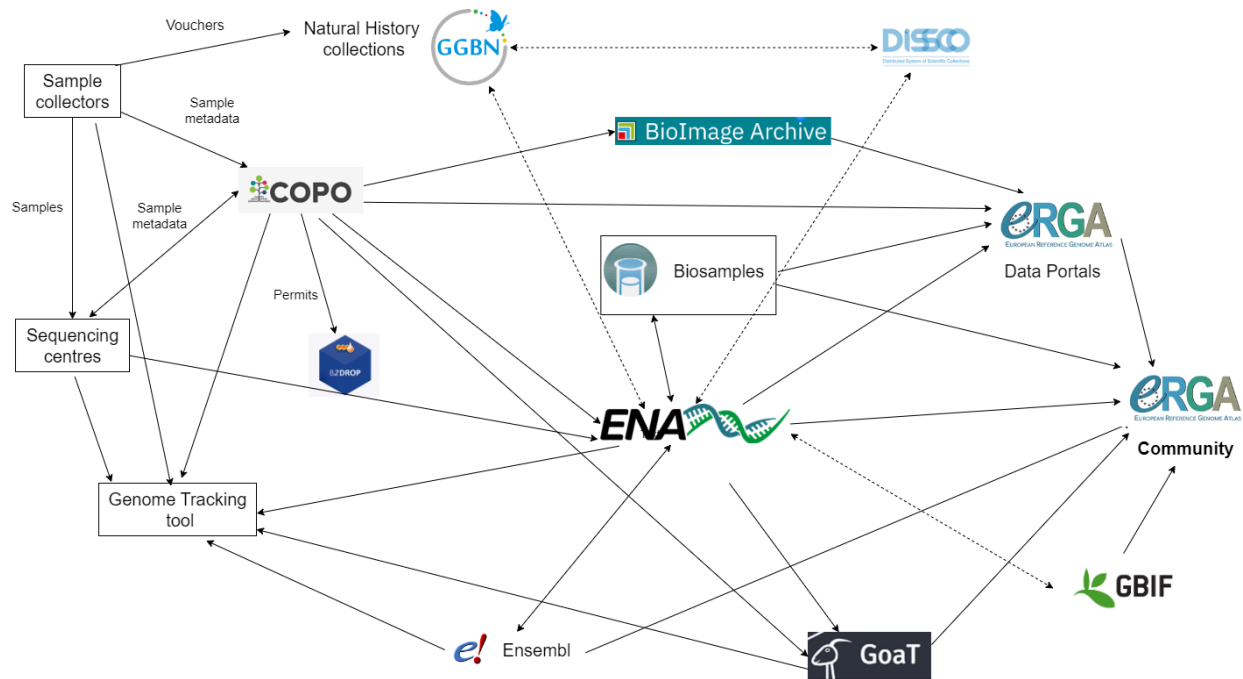 Vouchers
Natural History
collections
GGBN
DISSCO
Distributed System of Scientific Collections
Sample
collectors
Sample
metadata
BioImage Archive
COPO
Samples
Sample
metadata
eRGA
EUROPEAN REFERENCE GENOME ATLAS
Data Portals
Biosamples
Permits
Sequencing
centres
B2DROP
ENA
eRGA
EUROPEAN REFERENCE GENOME ATLAS
Community
Genome Tracking
tool
GBIF
e!
Ensembl
GoaT